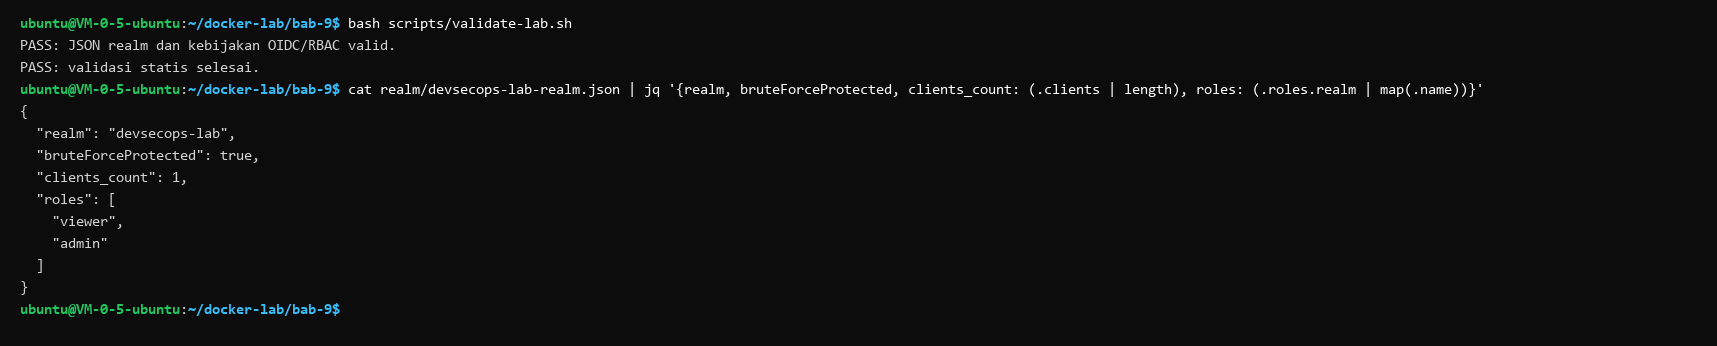 ubuntu@VM-0-5-ubuntu:~/docker-lab/bab-9$ bash scripts/validate-lab.sh
PASS: JSON realm dan kebijakan OIDC/RBAC valid.
PASS: validasi statis selesai.
ubuntu@VM-0-5-ubuntu:~/docker-lab/bab-9$ cat realm/devsecops-lab-realm.json | jq '{realm, bruteForceProtected, clients_count: (.clients | length), roles: (.roles.realm | map(.name))}'
{
  "realm": "devsecops-lab",
  "bruteForceProtected": true,
  "clients_count": 1,
  "roles": [
    "viewer",
    "admin"
  ]
}
ubuntu@VM-0-5-ubuntu:~/docker-lab/bab-9$